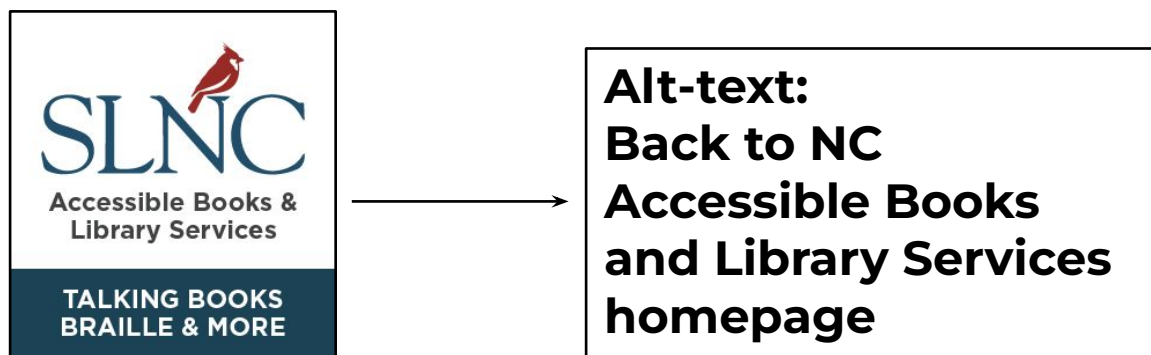 SLNC
Accessible Books &
Library Services
TALKING BOOKS
BRAILLE & MORE
Alt-text:
Back to NC
Accessible Books
and Library Services
homepage